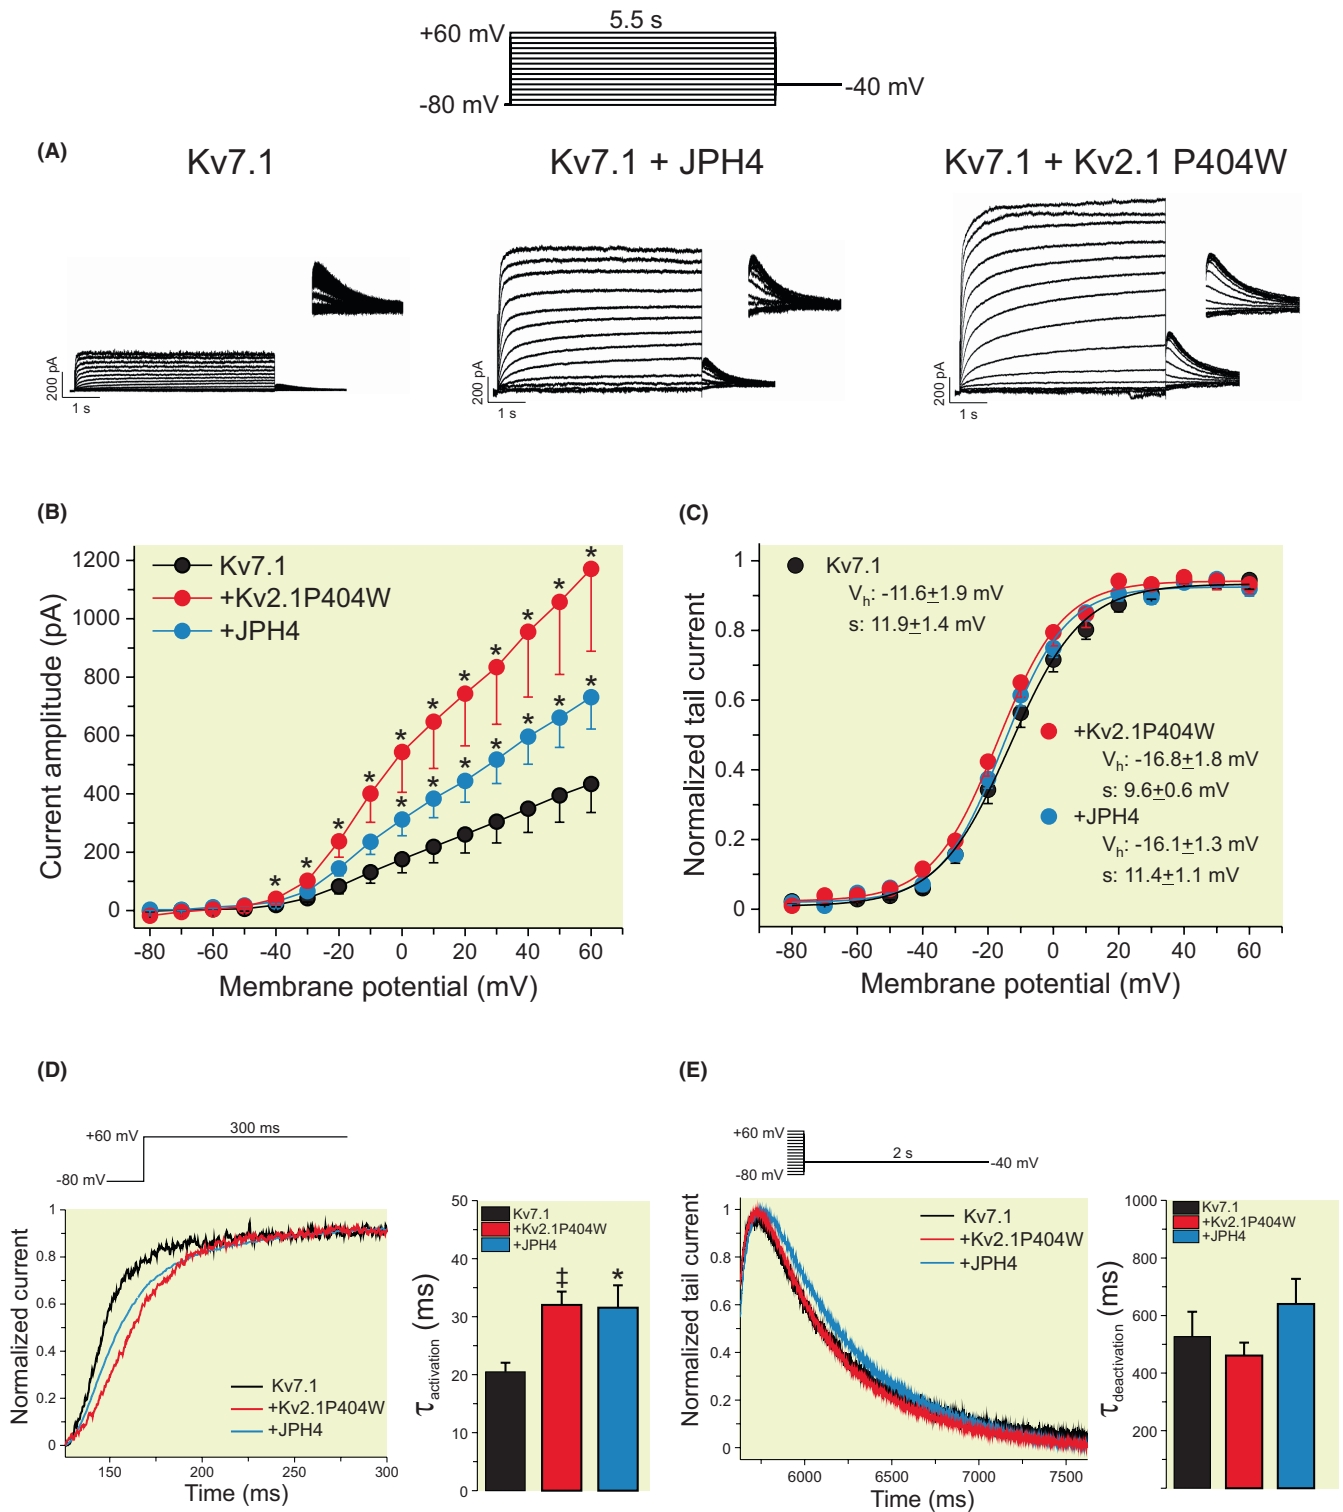 5.5 s
+60 mV
-80 mV
-40 mV
(A)
Kv7.1
Kv7.1 + JPH4
Kv7.1 + Kv2.1 P404W
200 pA
1 s
200 pA
1 s
200 pA
1 s
(B)
1200
1000
800
600
400
200
0
Current amplitude (pA)
Kv7.1
+Kv2.1P404W
+JPH4
* * * * * * * * * * *
* * * * * * *
-80 -60 -40 -20 0 20 40 60
Membrane potential (mV)
(C)
1
0.8
0.6
0.4
0.2
0
Normalized tail current
Kv7.1
Vh: -11.6±1.9 mV
s: 11.9±1.4 mV
+Kv2.1P404W
Vh: -16.8±1.8 mV
s: 9.6±0.6 mV
+JPH4
Vh: -16.1±1.3 mV
s: 11.4±1.1 mV
-80 -60 -40 -20 0 20 40 60
Membrane potential (mV)
(D)
+60 mV
300 ms
-80 mV
1
0.8
0.6
0.4
0.2
0
Normalized current
Kv7.1
+Kv2.1P404W
+JPH4
150 200 250 300
Time (ms)
50
40
30
20
10
0
τactivation (ms)
Kv7.1
+Kv2.1P404W
+JPH4
‡
*
(E)
+60 mV
-80 mV
2 s
-40 mV
1
0.8
0.6
0.4
0.2
0
Normalized tail current
Kv7.1
+Kv2.1P404W
+JPH4
6000 6500 7000 7500
Time (ms)
1000
800
600
400
200
τdeactivation (ms)
Kv7.1
+Kv2.1P404W
+JPH4